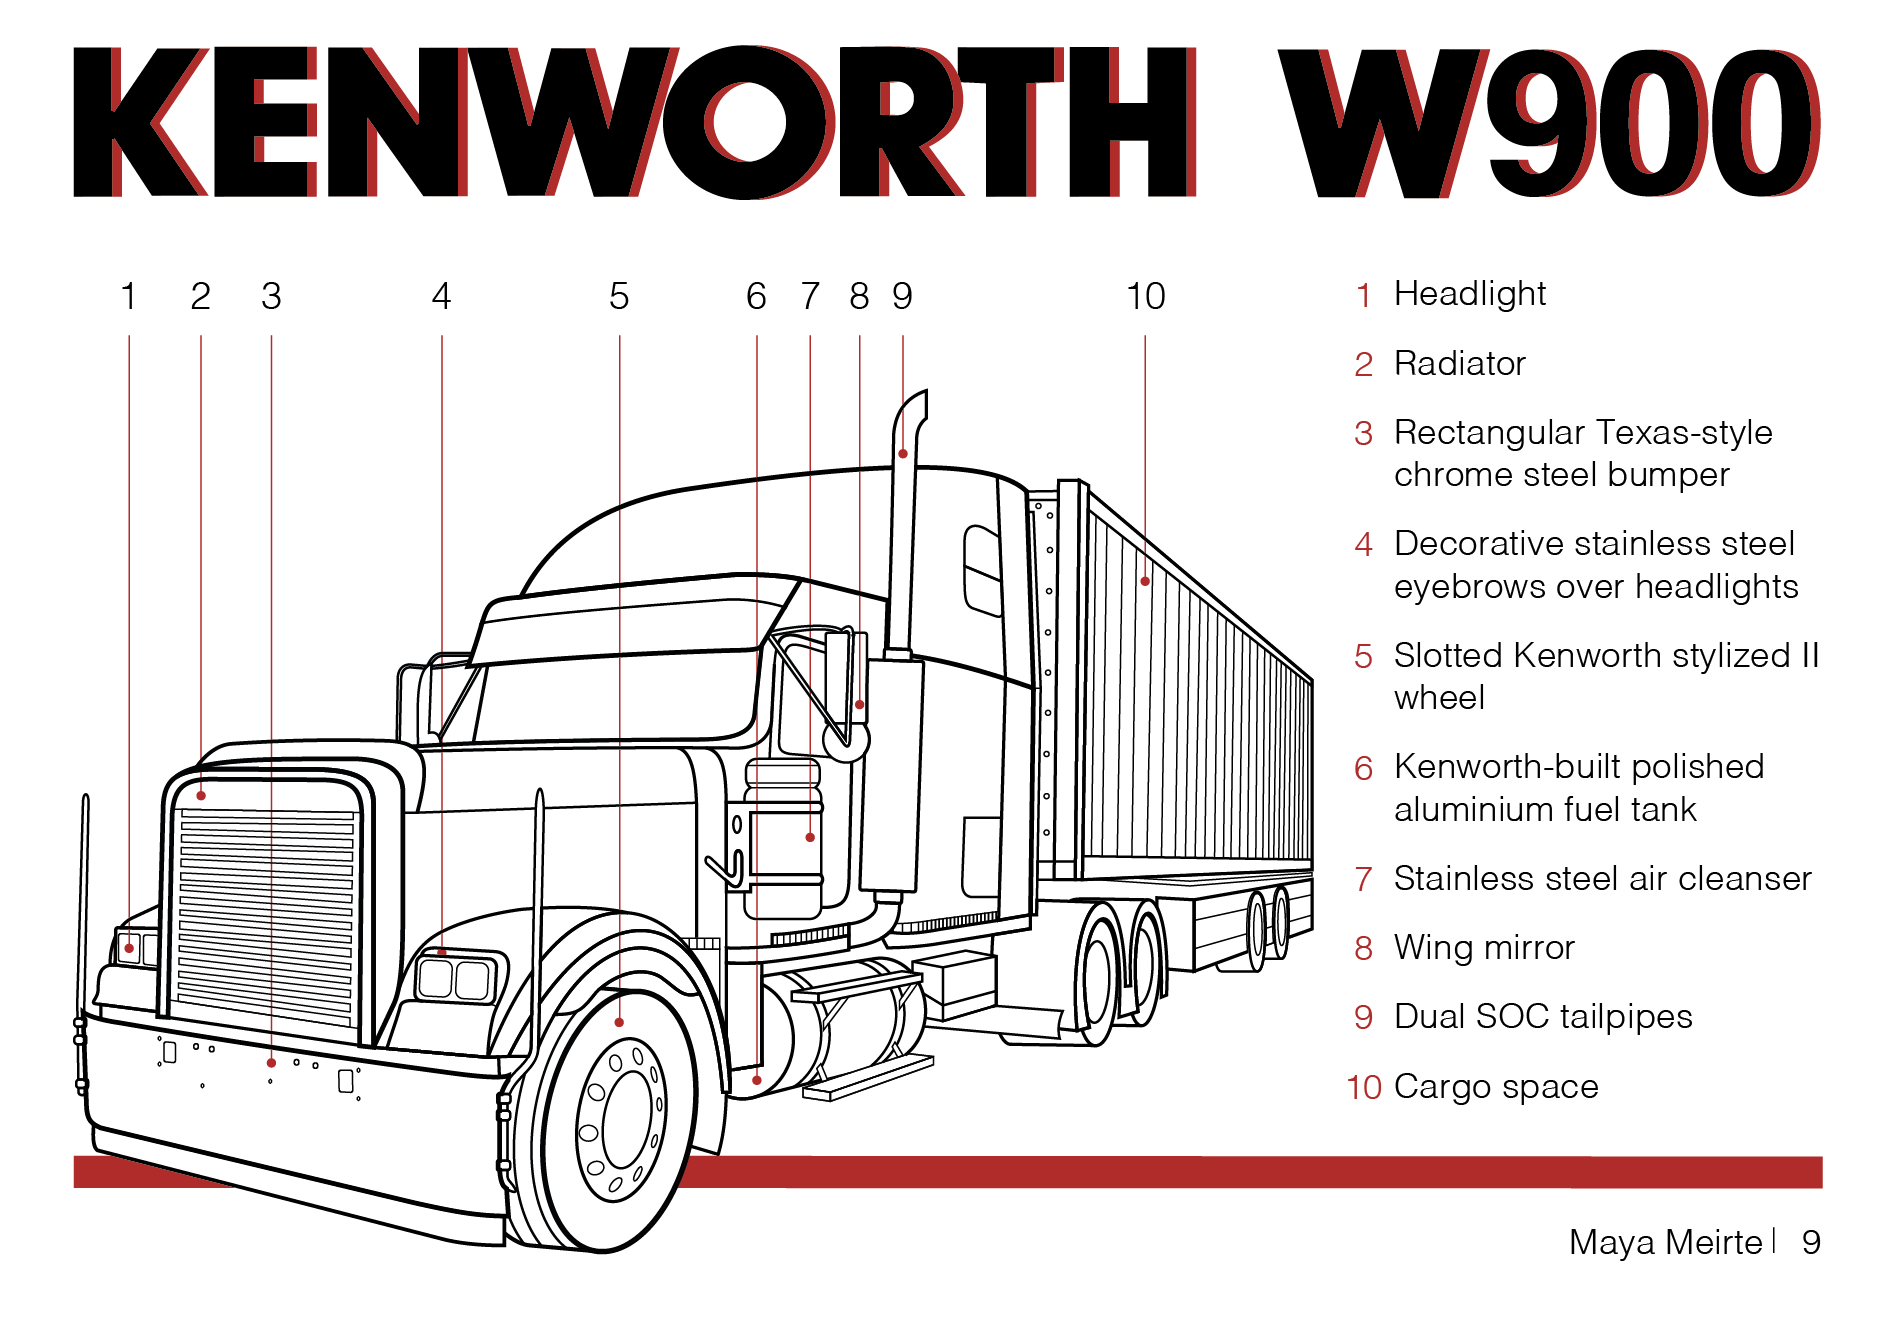 KENWORTH W900
1 2 3 4 5 6 7 8 9 10
1 Headlight
2 Radiator
3 Rectangular Texas-style
chrome steel bumper
4 Decorative stainless steel
eyebrows over headlights
5 Slotted Kenworth stylized II
wheel
6 Kenworth-built polished
aluminium fuel tank
7 Stainless steel air cleanser
8 Wing mirror
9 Dual SOC tailpipes
10 Cargo space
Maya Meirte| 9